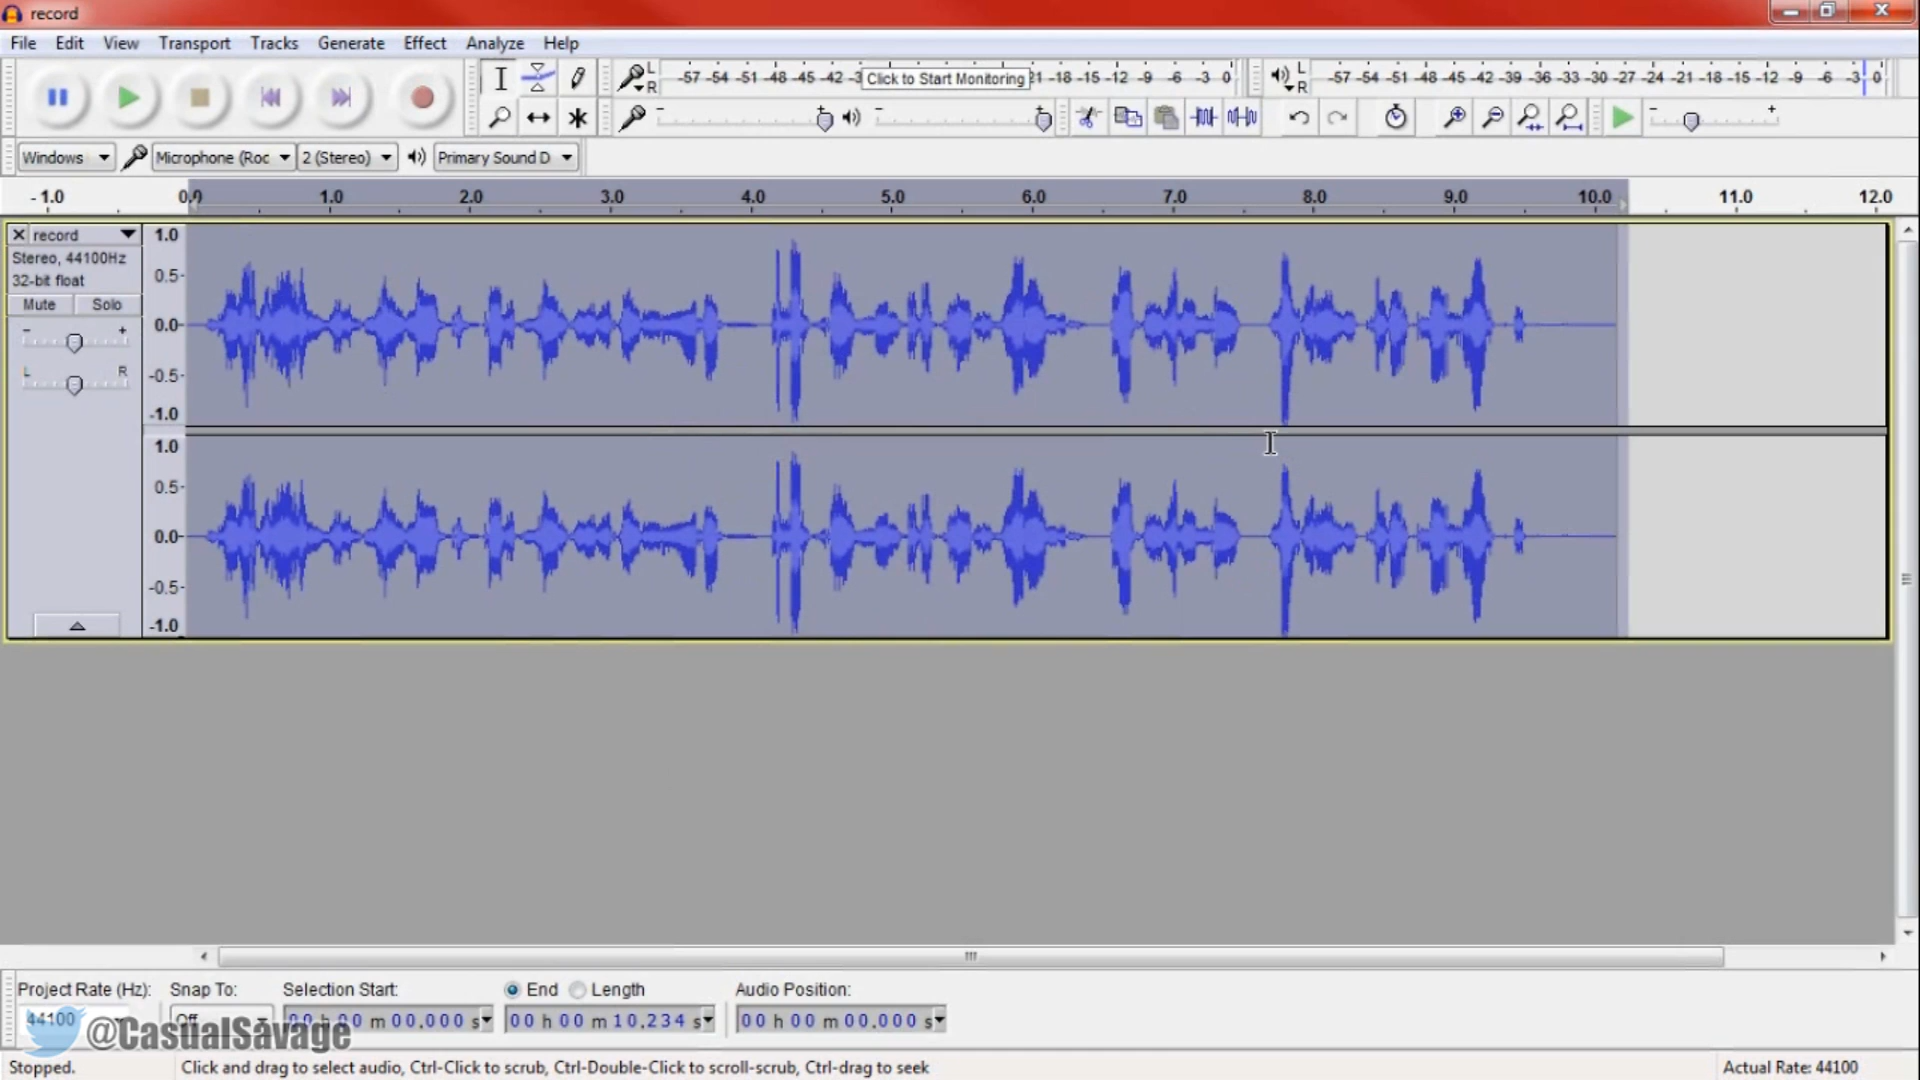 record
File Edit View Transport Tracks Generate Effect Analyze Help
L R -57 -54 -51 -48 -45 -42 -3 Click to Start Monitoring 21 -18 -15 -12 -9 -6 -3 0 L R -57 -54 -51 -48 -45 -42 -39 -36 -33 -30 -27 -24 -21 -18 -15 -12 -9 -6 -3 0
Windows Microphone (Roc 2 (Stereo) Primary Sound D
-1.0 0.0 1.0 2.0 3.0 4.0 5.0 6.0 7.0 8.0 9.0 10.0 11.0 12.0
record
Stereo, 44100Hz
32-bit float
Mute Solo
- +
L R
1.0
0.5-
0.0-
-0.5-
-1.0
1.0
0.5-
0.0-
-0.5-
-1.0
Project Rate (Hz): Snap To: Selection Start: End Length Audio Position:
44100 Off 00 h 00 m 00.000 s 00 h 00 m 10.234 s 00 h 00 m 00.000 s
@CasualSavage
Stopped. Click and drag to select audio, Ctrl-Click to scrub, Ctrl-Double-Click to scroll-scrub, Ctrl-drag to seek Actual Rate: 44100